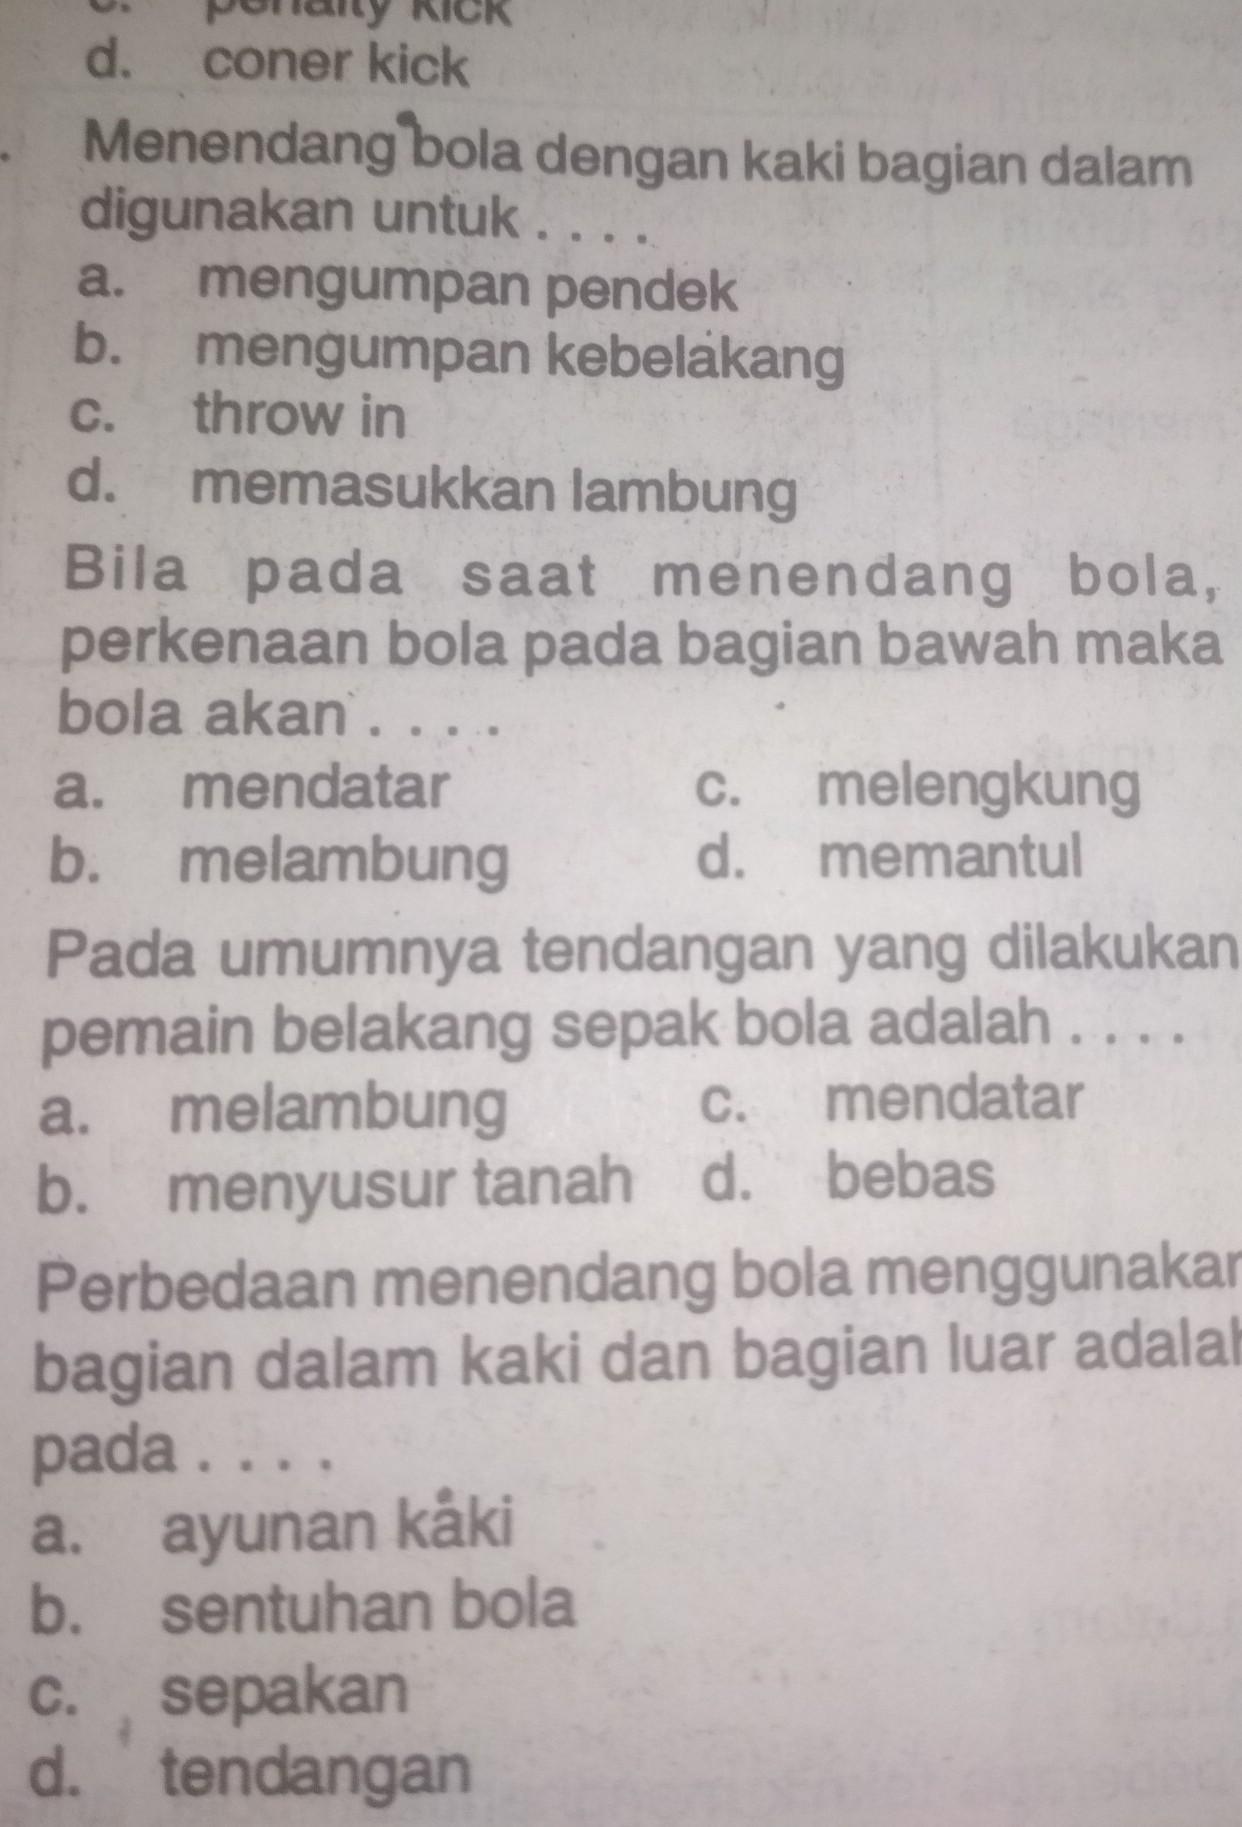 c. penalty kick
d. coner kick
. Menendang bola dengan kaki bagian dalam
digunakan untuk . . . .
a. mengumpan pendek
b. mengumpan kebelakang
c. throw in
d. memasukkan lambung
Bila pada saat menendang bola,
perkenaan bola pada bagian bawah maka
bola akan . . . .
a. mendatar c. melengkung
b. melambung d. memantul
Pada umumnya tendangan yang dilakukan
pemain belakang sepak bola adalah . . . .
a. melambung c. mendatar
b. menyusur tanah d. bebas
Perbedaan menendang bola menggunakan
bagian dalam kaki dan bagian luar adalah
pada . . . .
a. ayunan kaki
b. sentuhan bola
c. sepakan
d. tendangan